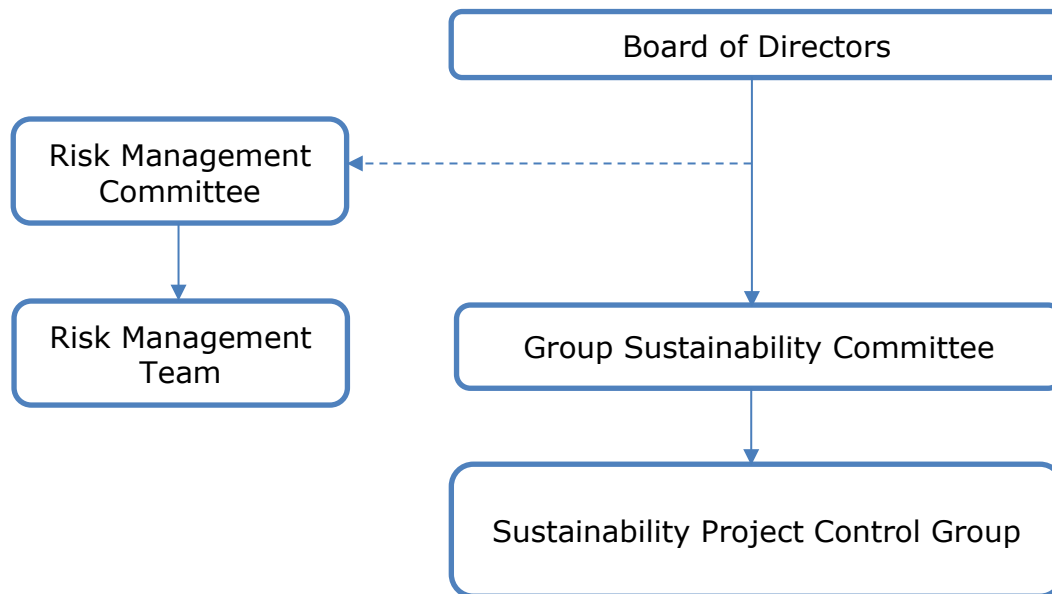 Board of Directors
Risk Management
Committee
Risk Management
Team
Group Sustainability Committee
Sustainability Project Control Group